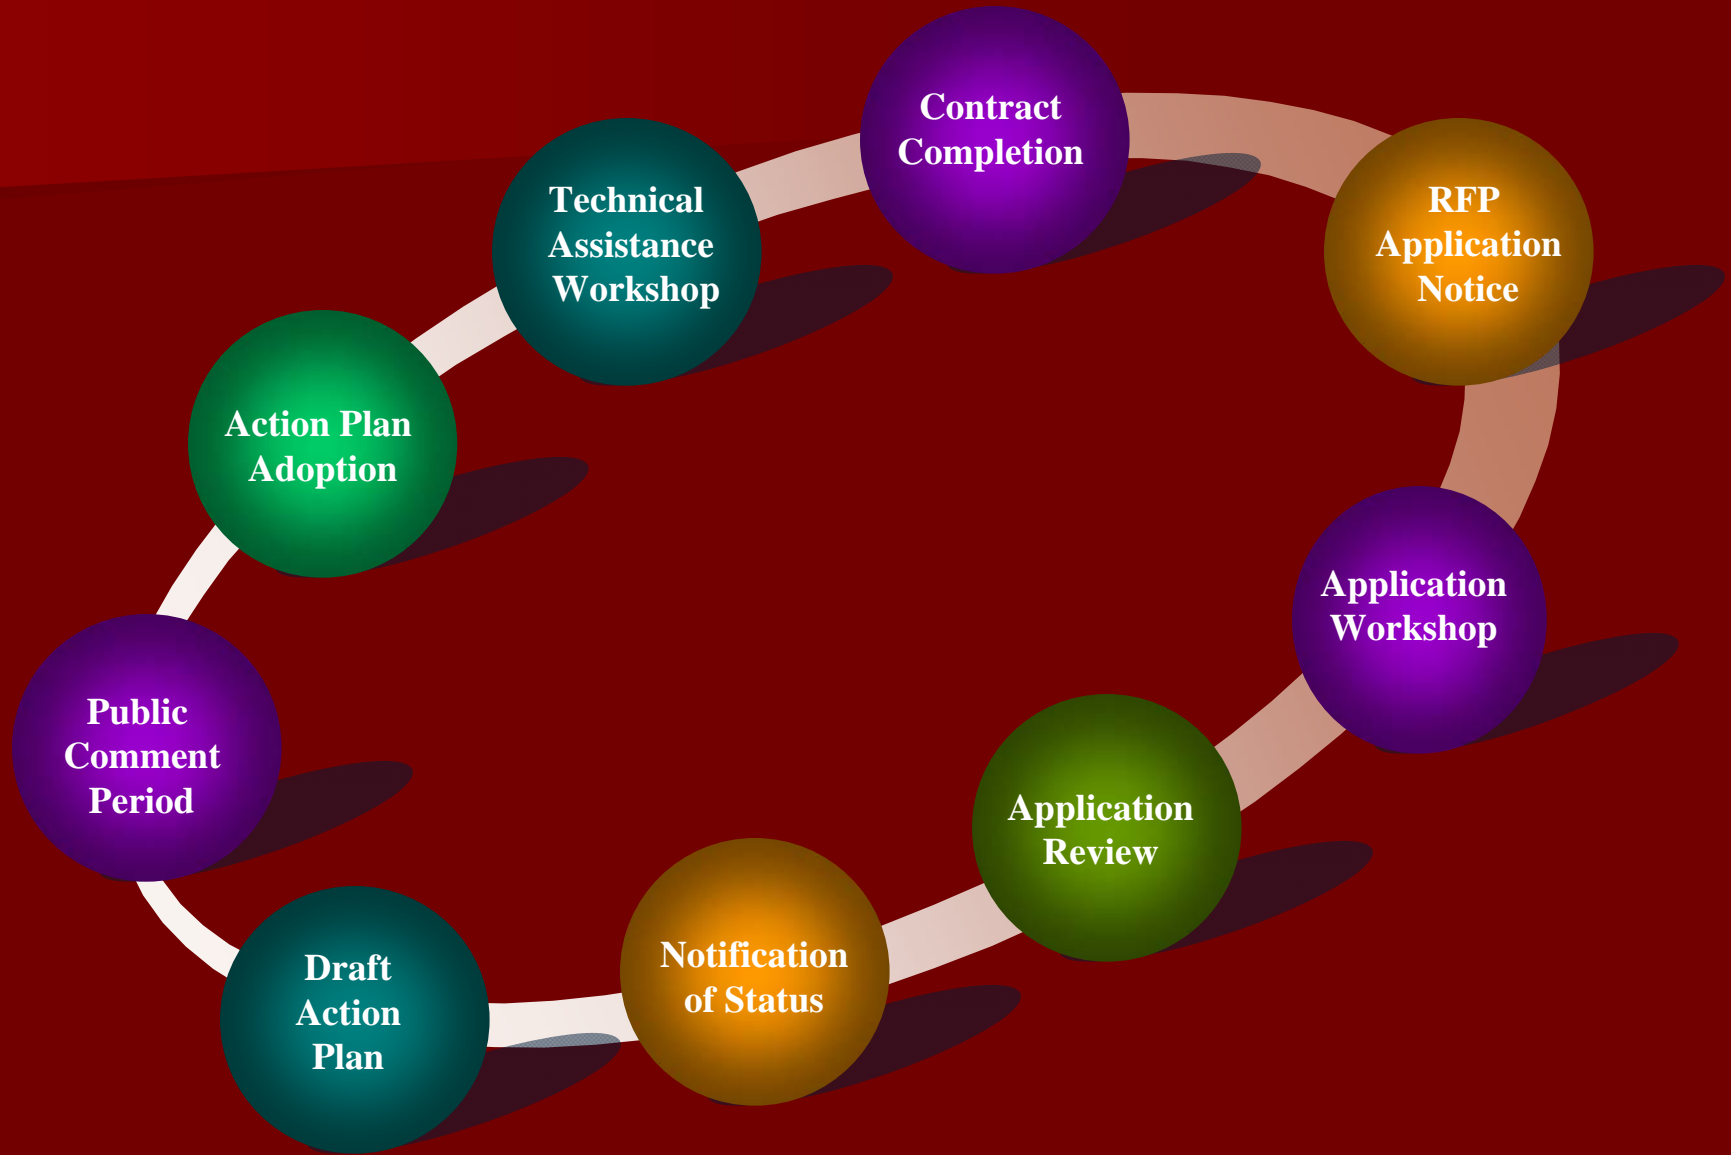 Contract
Completion
RFP
Application
Notice
Technical
Assistance
Workshop
Action Plan
Adoption
Application
Workshop
Public
Comment
Period
Application
Review
Notification
of Status
Draft
Action
Plan